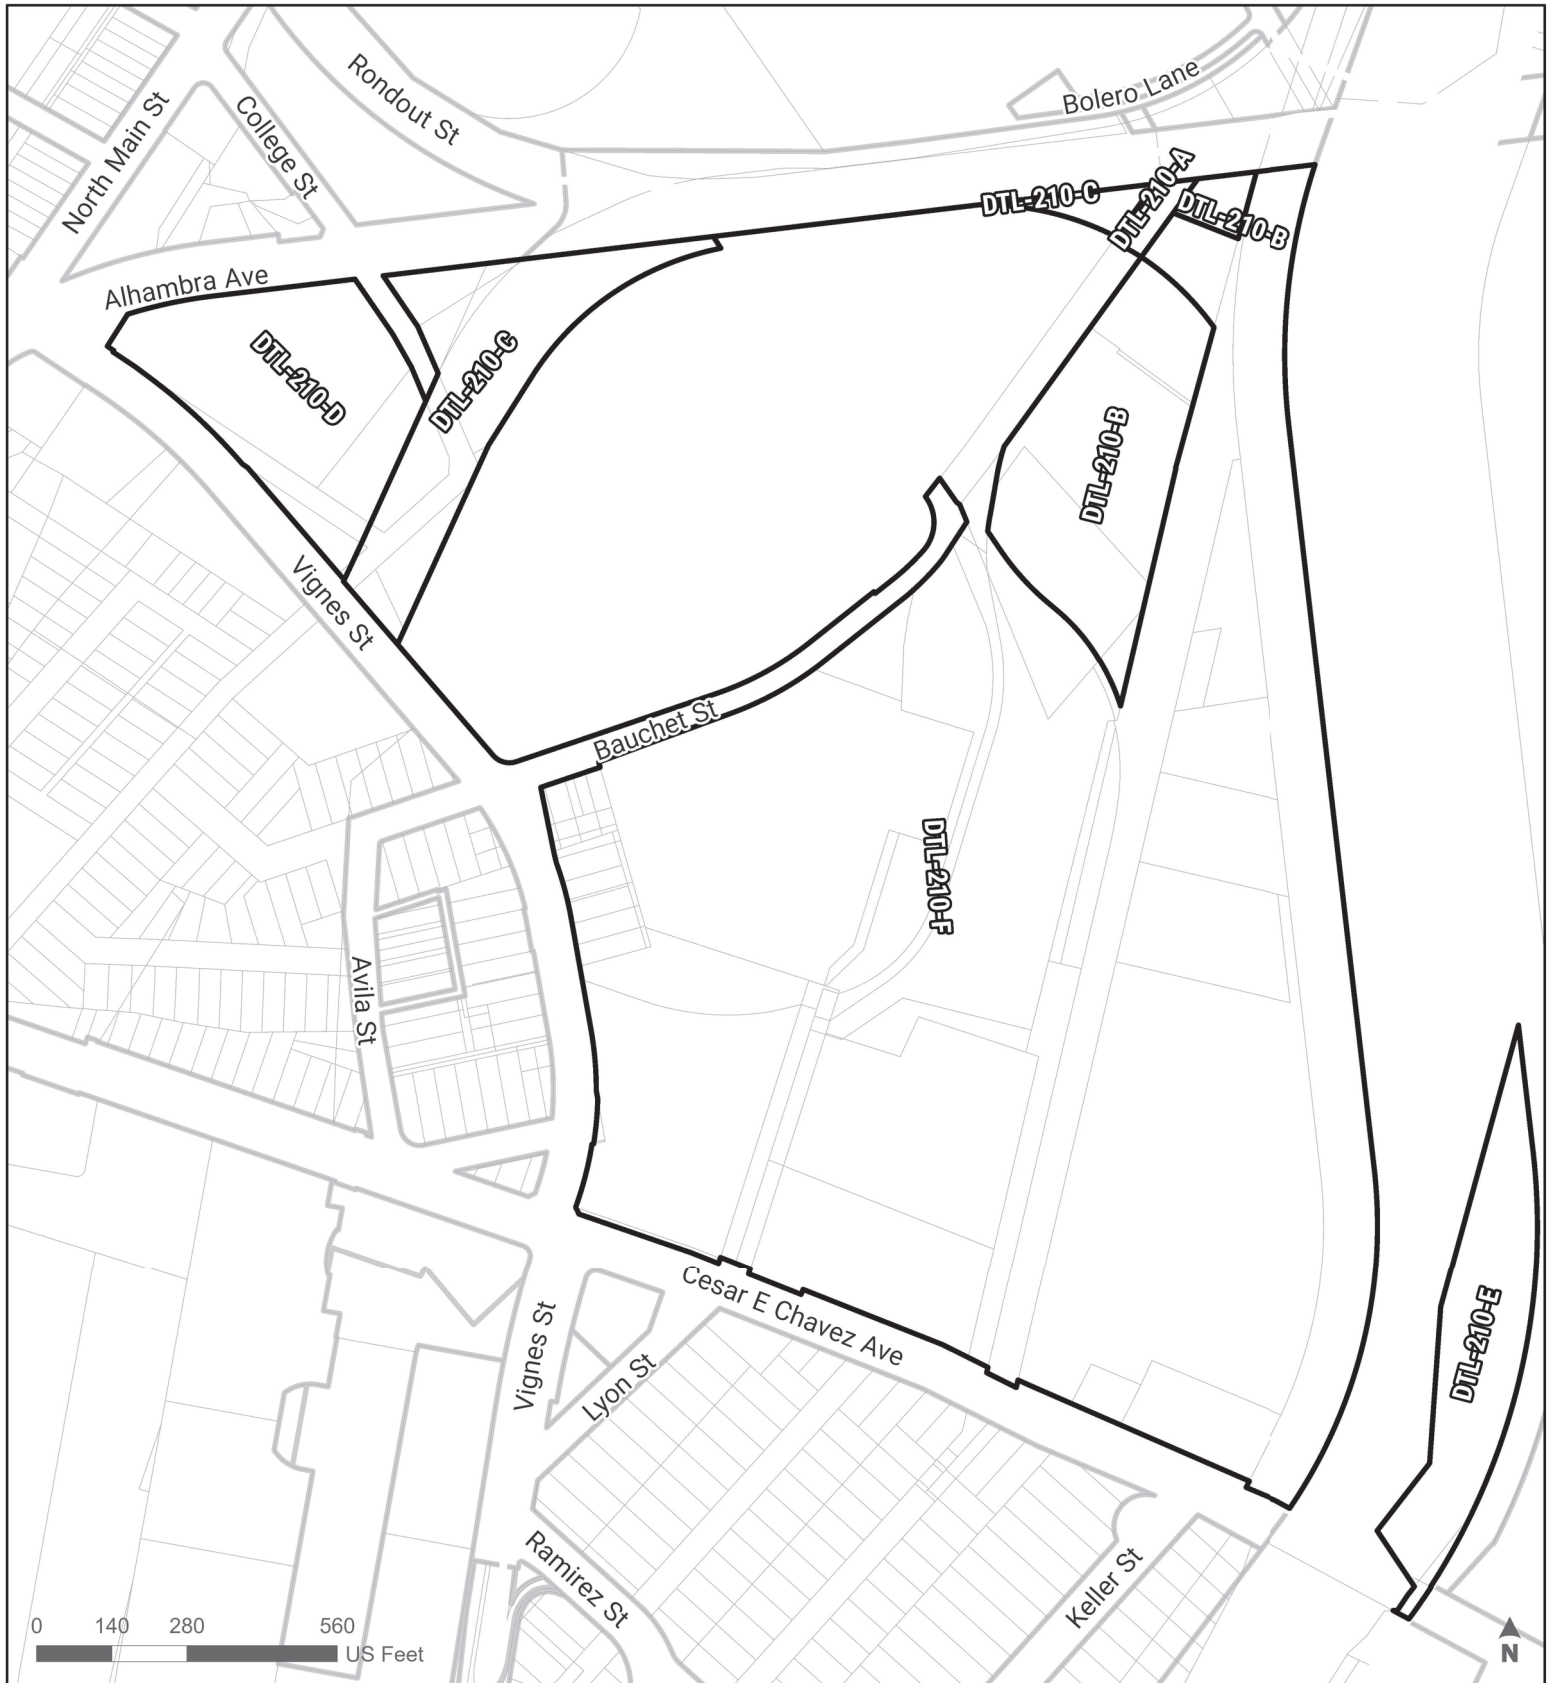 Rondout St
Bolero Lane
North Main St
College St
DTL-210-A
DTL-210-C
DTL-210-B
Alhambra Ave
DTL-210-D
DTL-210-C
DTL-210-B
Vignes St
Bauchet St
DTL-210-F
Avila St
Cesar E Chavez Ave
DTL-210-E
Vignes St
Lyon St
Ramirez St
Keller St
0 140 280 560
US Feet
N